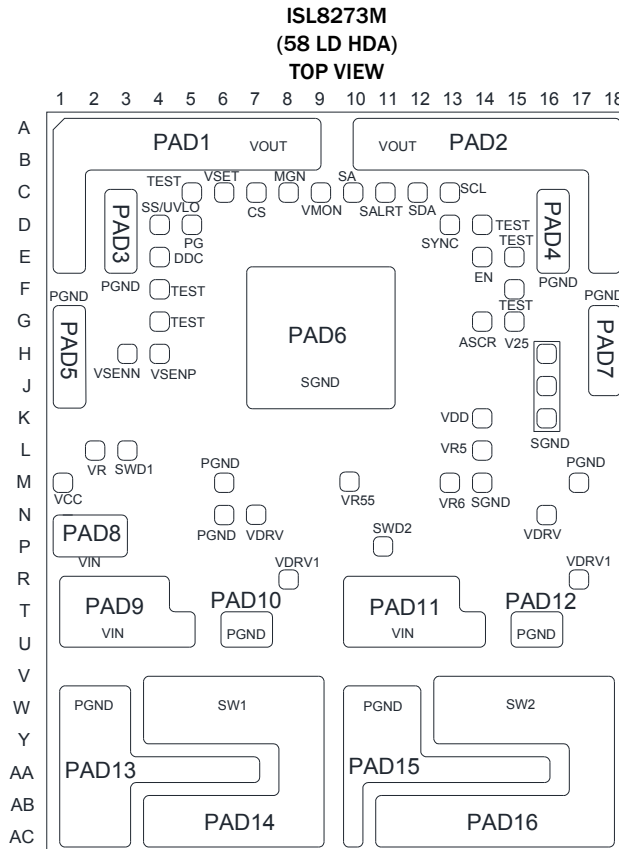 ISL8273M
(58 LD HDA)
TOP VIEW
1 2 3 4 5 6 7 8 9 10 11 12 13 14 15 16 17 18
A
PAD1 VOUT VOUT PAD2
B
TEST VSET MGN SA
C
SCL
SS/UVLO CS VMON SALRT SDA
D
PAD3 PG SYNC TEST PAD4
TEST
E
DDC EN
PGND PGND
F
PGND TEST PGND
TEST
G
PAD5 TEST PAD6 ASCR V25 PAD7
H
VSENN VSENP
J
SGND
K
VDD
SGND
L
VR SWD1 VR5
PGND PGND
M
VCC VR55 VR6 SGND
N
PAD8 PGND VDRV SWD2 VDRV
P
VIN VDRV1 VDRV1
R
PAD9 PAD10 PAD11 PAD12
T
VIN PGND VIN PGND
U
V
W
PGND SW1 PGND SW2
Y
AA
PAD13 PAD15
AB
PAD14 PAD16
AC